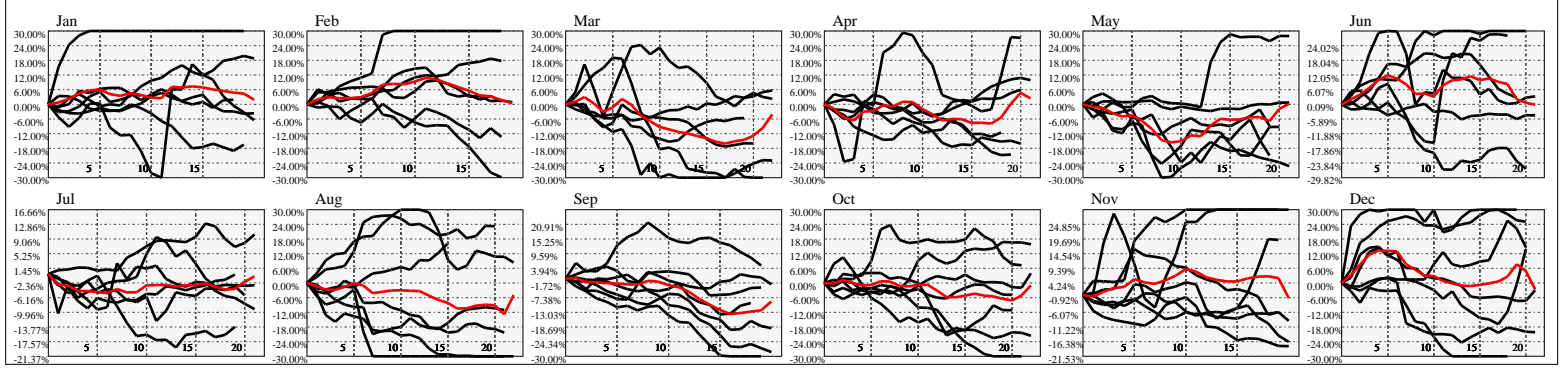 Jan Feb Mar Apr May Jun
30.00% 30.00% 30.00% 30.00% 30.00%
24.00% 24.00% 24.00% 24.00% 24.00% 24.02%
18.00% 18.00% 18.00% 18.00% 18.00% 18.04%
12.00% 12.00% 12.00% 12.00% 12.00% 12.05%
6.00% 6.00% 6.00% 6.00% 6.00% 6.07%
0.00% 0.00% 0.00% 0.00% 0.00% 0.09%
-6.00% -6.00% -6.00% -6.00% -6.00% -5.89%
-12.00% -12.00% -12.00% -12.00% -12.00% -11.88%
-18.00% -18.00% -18.00% -18.00% -18.00% -17.86%
-24.00% 5 10 15 -24.00% 5 10 15 -24.00% 5 10 15 20 -24.00% 5 10 15 20 -24.00% 5 10 15 20 -23.84% 5 10 15 20
-30.00% -30.00% -30.00% -30.00% -30.00% -29.82%
Jul Aug Sep Oct Nov Dec
16.66% 30.00% 30.00% 30.00%
12.86% 24.00% 20.91% 24.00% 24.85% 24.00%
9.06% 18.00% 15.25% 18.00% 19.69% 18.00%
5.25% 12.00% 9.59% 12.00% 14.54% 12.00%
1.45% 6.00% 3.94% 6.00% 9.39% 6.00%
-2.36% 0.00% -1.72% 0.00% 4.24% 0.00%
-6.16% -6.00% -7.38% -6.00% -0.92% -6.00%
-9.96% -12.00% -13.03% -12.00% -6.07% -12.00%
-13.77% -18.00% -18.69% -18.00% -11.22% -18.00%
-17.57% 5 10 15 20 -24.00% 5 10 15 20 -24.34% 5 10 15 -24.00% 5 10 15 20 -16.38% 5 10 15 -24.00% 5 10 15 20
-21.37% -30.00% -30.00% -30.00% -21.53% -30.00%